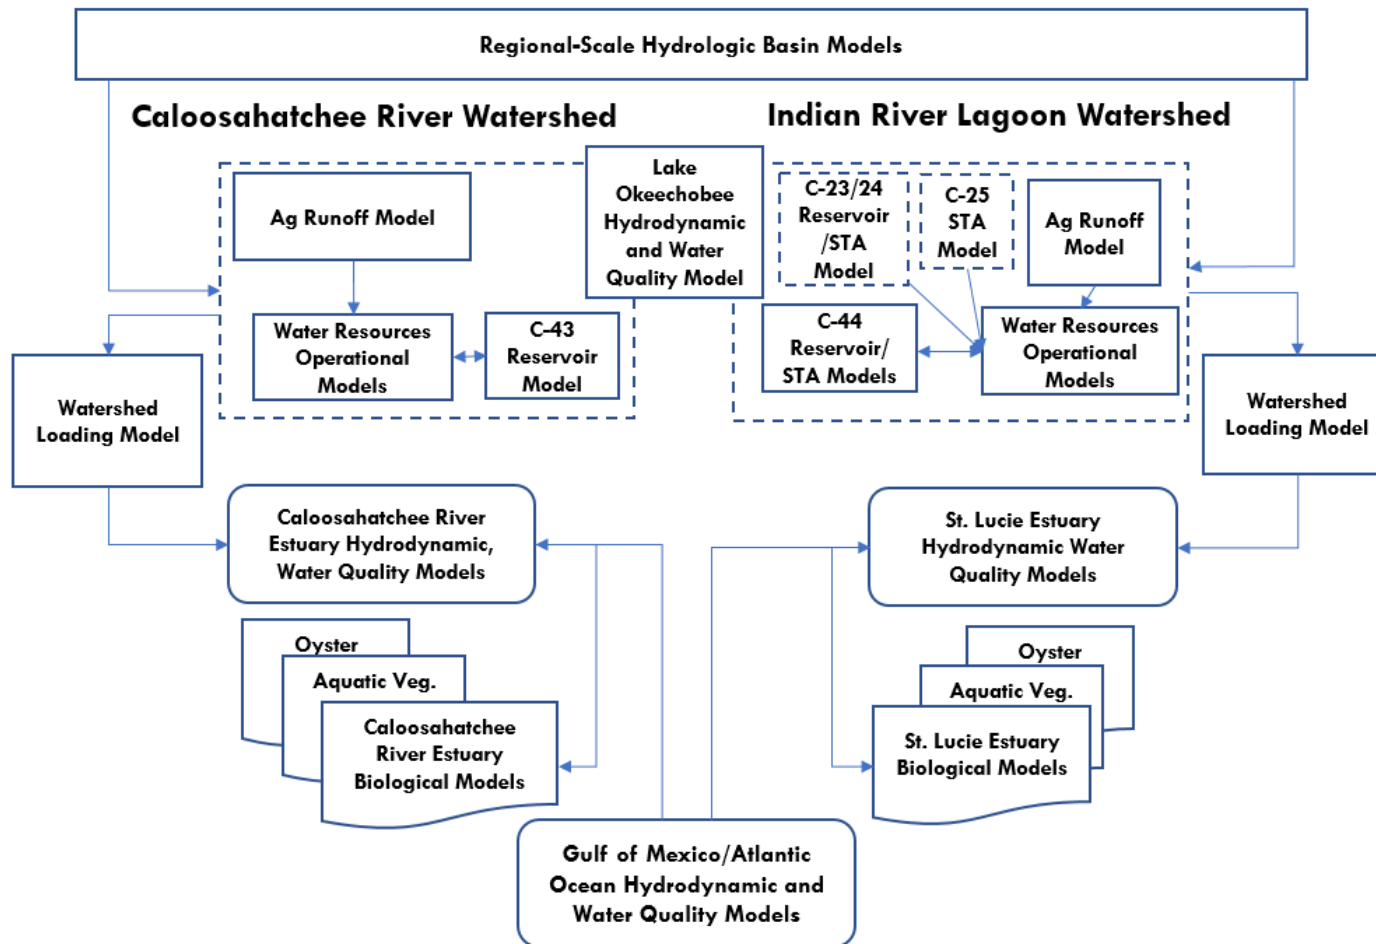 Regional-Scale Hydrologic Basin Models
Caloosahatchee River Watershed
Indian River Lagoon Watershed
Ag Runoff Model
Lake
Okeechobee
Hydrodynamic
and Water
Quality Model
C-23/24
Reservoir
/STA
Model
C-25
STA
Model
Ag Runoff
Model
Water Resources
Operational
Models
C-43
Reservoir
Model
C-44
Reservoir/
STA Models
Water Resources
Operational
Models
Watershed
Loading Model
Watershed
Loading Model
Caloosahatchee River
Estuary Hydrodynamic,
Water Quality Models
St. Lucie Estuary
Hydrodynamic Water
Quality Models
Oyster
Aquatic Veg.
Caloosahatchee
River Estuary
Biological Models
Oyster
Aquatic Veg.
St. Lucie Estuary
Biological Models
Gulf of Mexico/Atlantic
Ocean Hydrodynamic and
Water Quality Models